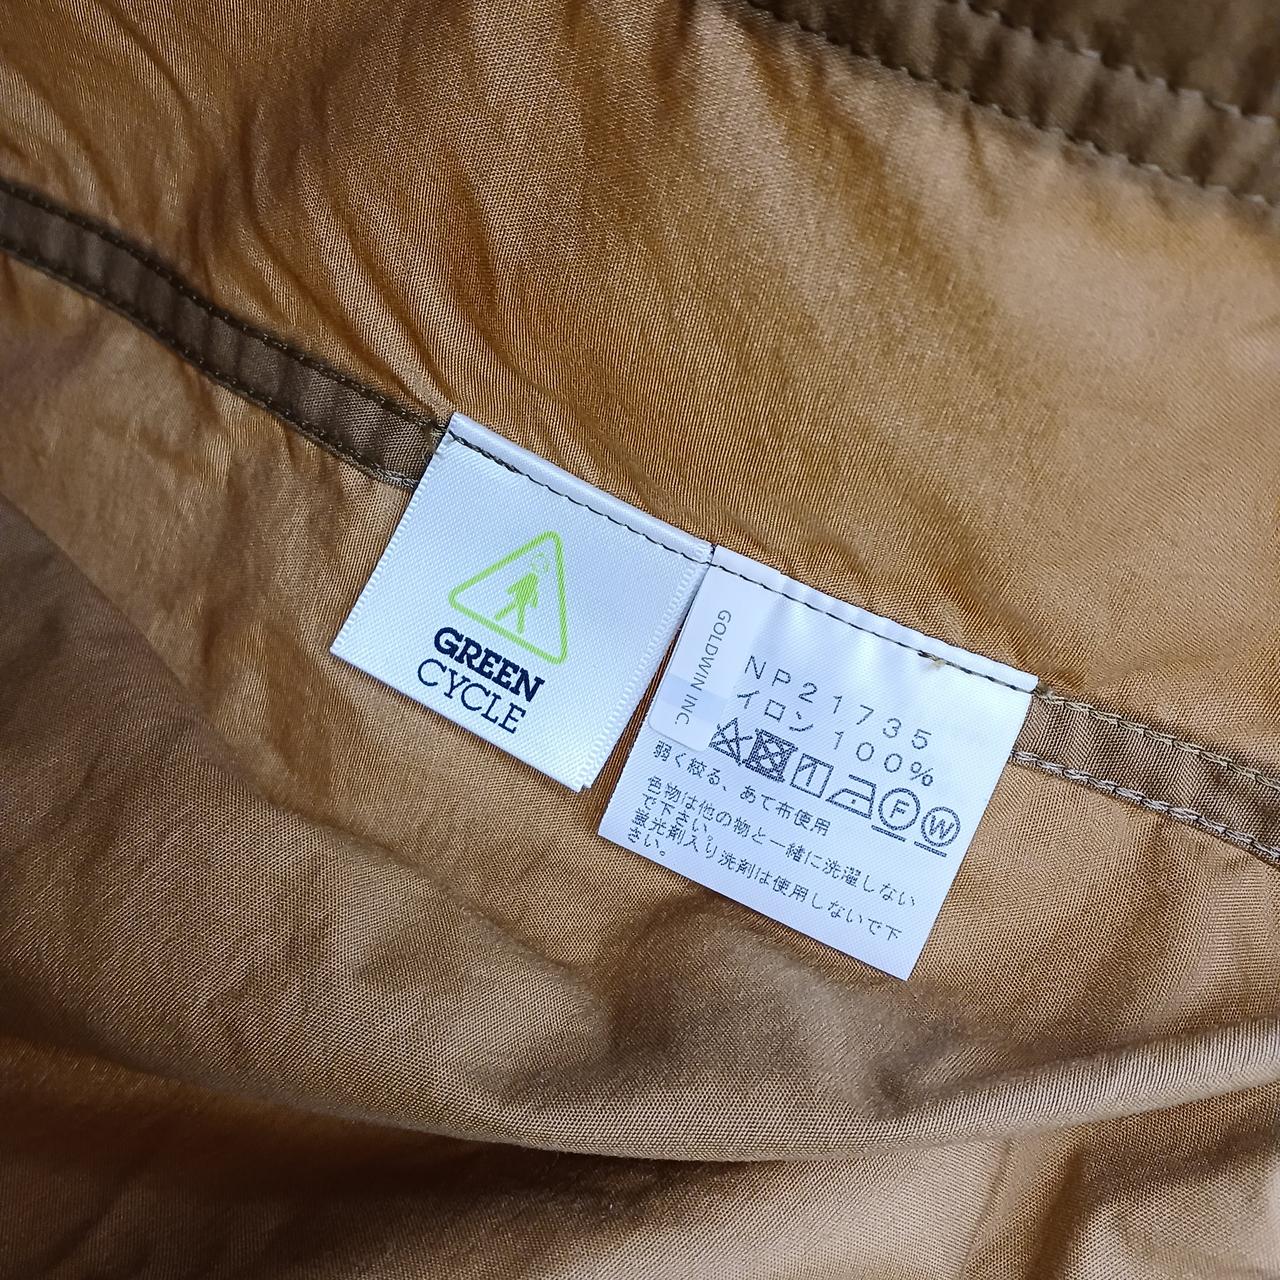 GREEN
CYCLE
GOLDWIN INC
NP21735
イロン 100%
F W
弱く絞る、あて布使用
色物は他の物と一緒に洗濯しない
で下さい。
蛍光剤入り洗剤は使用しないで下
さい。